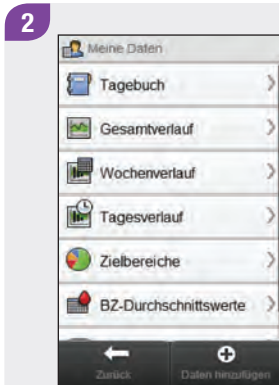 2
Meine Daten
Tagebuch
Gesamtverlauf
Wochenverlauf
Tagesverlauf
Zielbereiche
BZ-Durchschnittswerte
Zurück
Daten hinzufügen